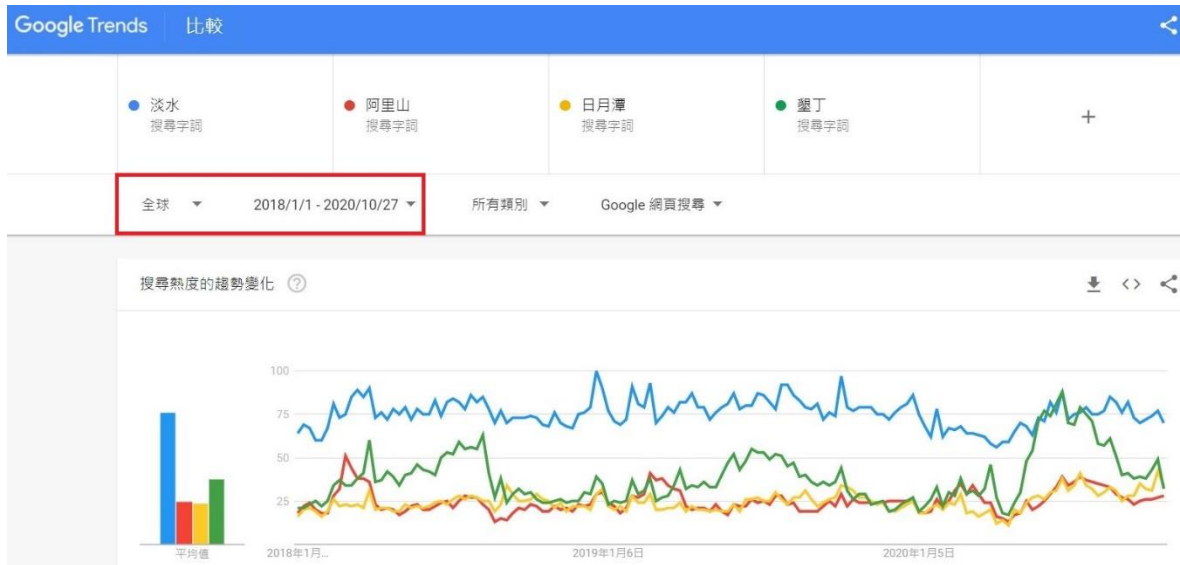 Google Trends 比較
淡水
搜尋字詞
阿里山
搜尋字詞
日月潭
搜尋字詞
墾丁
搜尋字詞
+
全球 2018/1/1 - 2020/10/27 所有類別 Google 網頁搜尋
搜尋熱度的趨勢變化 ?
100
75
50
25
平均值 2018年1月... 2019年1月6日 2020年1月5日